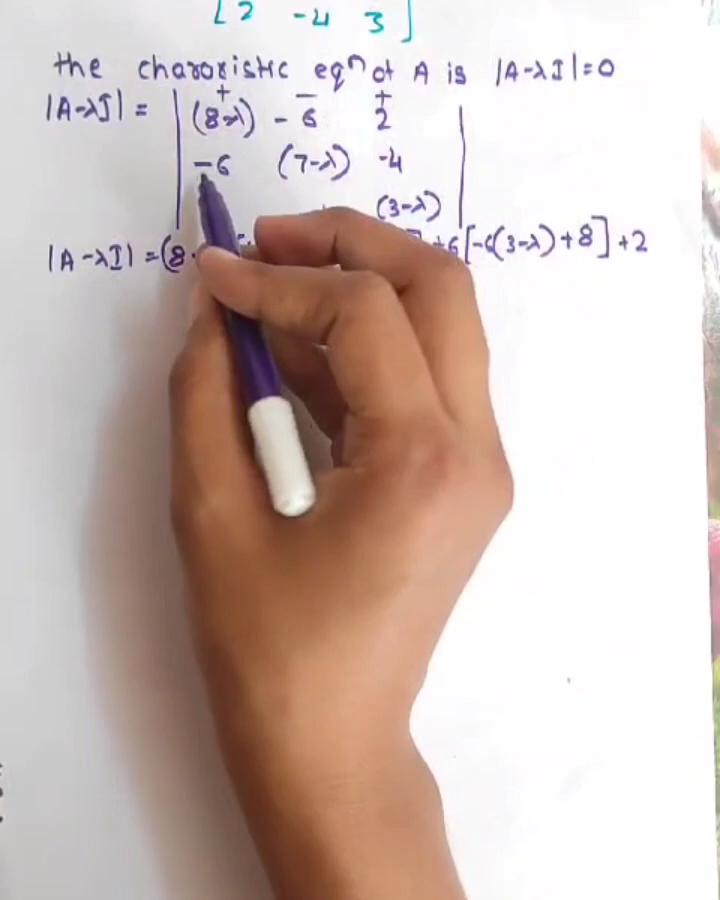 [2 -4 3]
the charoristic eqⁿ of A is |A-λI|=0
+ - +
|A-λI| = | (8-λ) -6 2 |
-6 (7-λ) -4
(3-λ)
|A-λI| = (8 ] +6[-6(3-λ)+8] +2